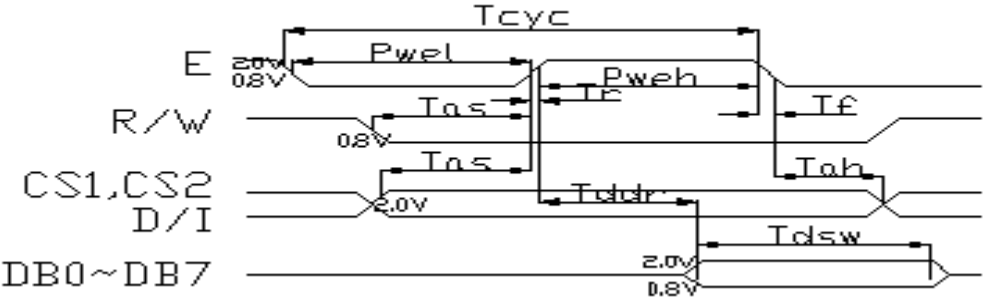 Tcyc
E 2.0V Pwel
0.8V Pweh
Tr
R/W Tas Tf
0.8V
Tas Tah
CS1,CS2 Tddr
2.0V
D/I
Tdsw
DB0~DB7 2.0V
0.8V